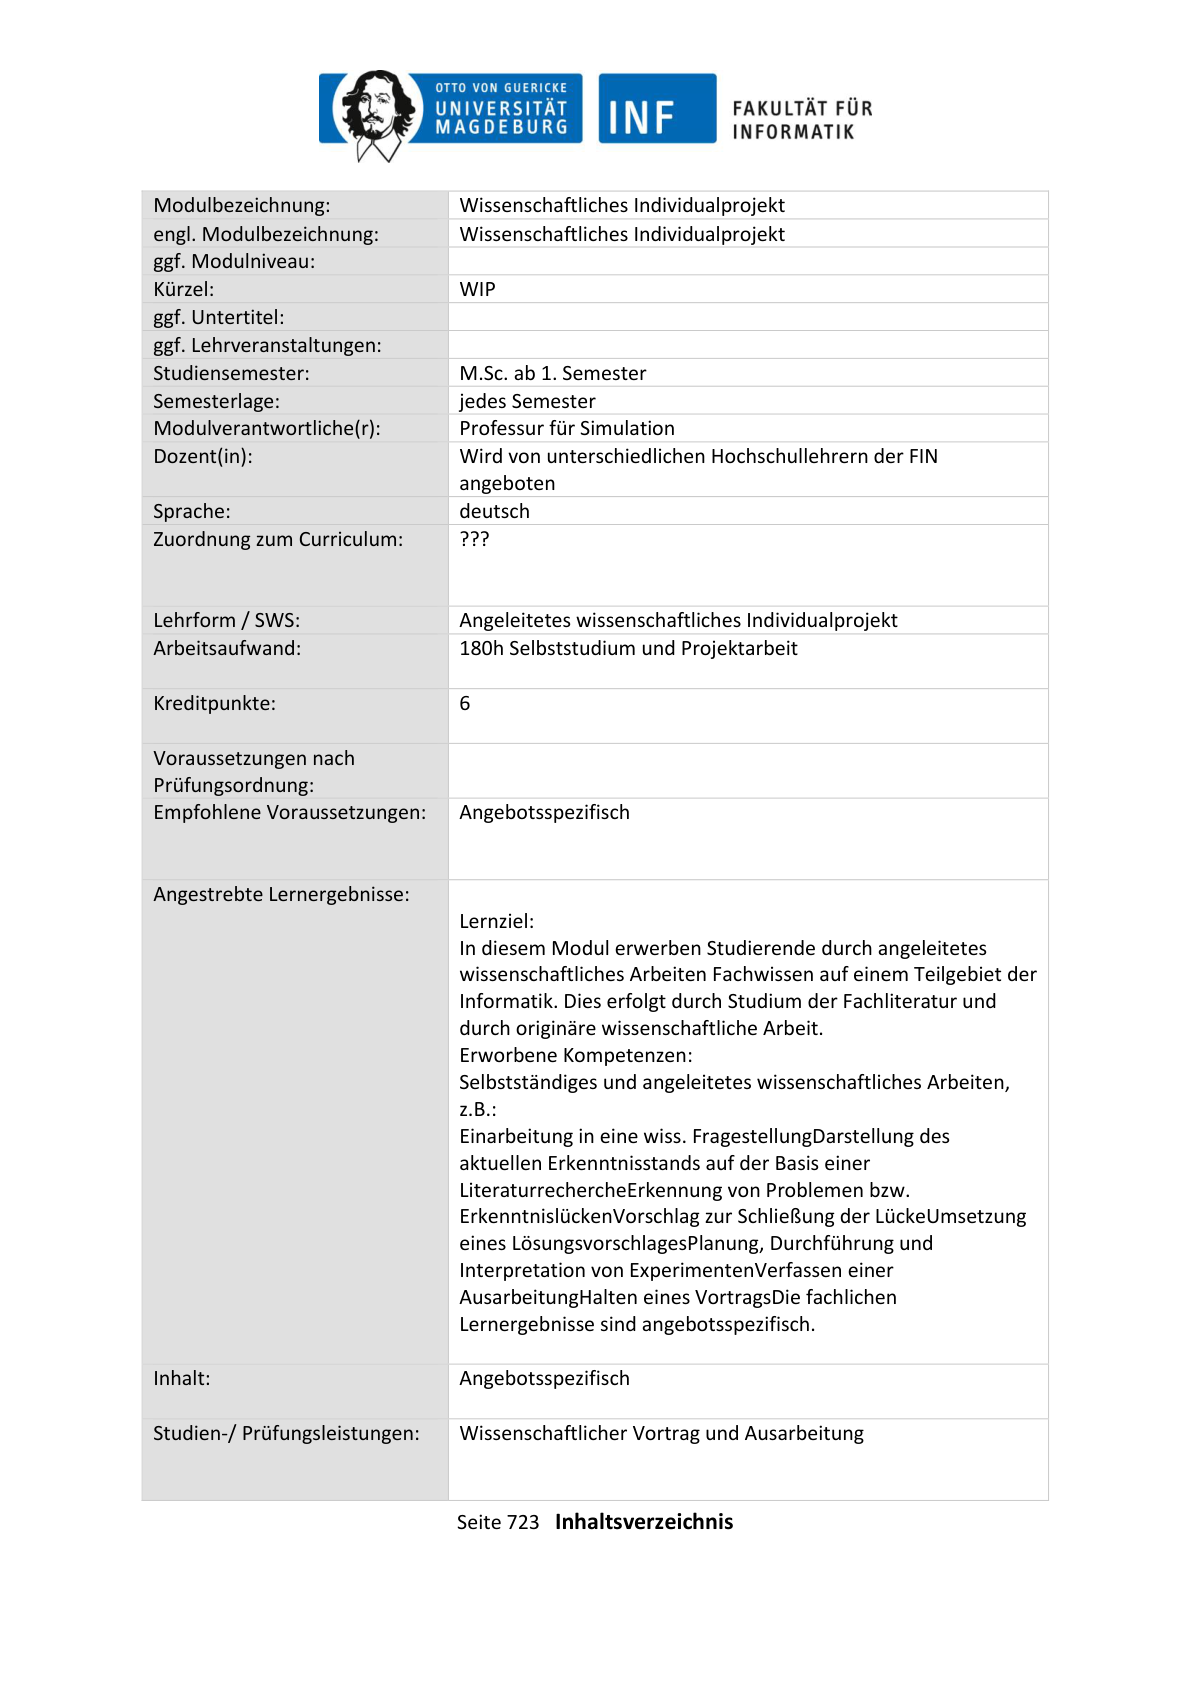 OTTO VON GUERICKE
UNIVERSITÄT
MAGDEBURG
INF
FAKULTÄT FÜR
INFORMATIK
Modulbezeichnung: Wissenschaftliches Individualprojekt
engl. Modulbezeichnung: Wissenschaftliches Individualprojekt
ggf. Modulniveau:
Kürzel: WIP
ggf. Untertitel:
ggf. Lehrveranstaltungen:
Studiensemester: M.Sc. ab 1. Semester
Semesterlage: jedes Semester
Modulverantwortliche(r): Professur für Simulation
Dozent(in): Wird von unterschiedlichen Hochschullehrern der FIN
angeboten
Sprache: deutsch
Zuordnung zum Curriculum: ???
Lehrform / SWS: Angeleitetes wissenschaftliches Individualprojekt
Arbeitsaufwand: 180h Selbststudium und Projektarbeit
Kreditpunkte: 6
Voraussetzungen nach
Prüfungsordnung:
Empfohlene Voraussetzungen: Angebotsspezifisch
Angestrebte Lernergebnisse:
Lernziel:
In diesem Modul erwerben Studierende durch angeleitetes
wissenschaftliches Arbeiten Fachwissen auf einem Teilgebiet der
Informatik. Dies erfolgt durch Studium der Fachliteratur und
durch originäre wissenschaftliche Arbeit.
Erworbene Kompetenzen:
Selbstständiges und angeleitetes wissenschaftliches Arbeiten,
z.B.:
Einarbeitung in eine wiss. FragestellungDarstellung des
aktuellen Erkenntnisstands auf der Basis einer
LiteraturrechercheErkennung von Problemen bzw.
ErkenntnislückenVorschlag zur Schließung der LückeUmsetzung
eines LösungsvorschlagesPlanung, Durchführung und
Interpretation von ExperimentenVerfassen einer
AusarbeitungHalten eines VortragsDie fachlichen
Lernergebnisse sind angebotsspezifisch.
Inhalt: Angebotsspezifisch
Studien-/ Prüfungsleistungen: Wissenschaftlicher Vortrag und Ausarbeitung
Seite 723 Inhaltsverzeichnis